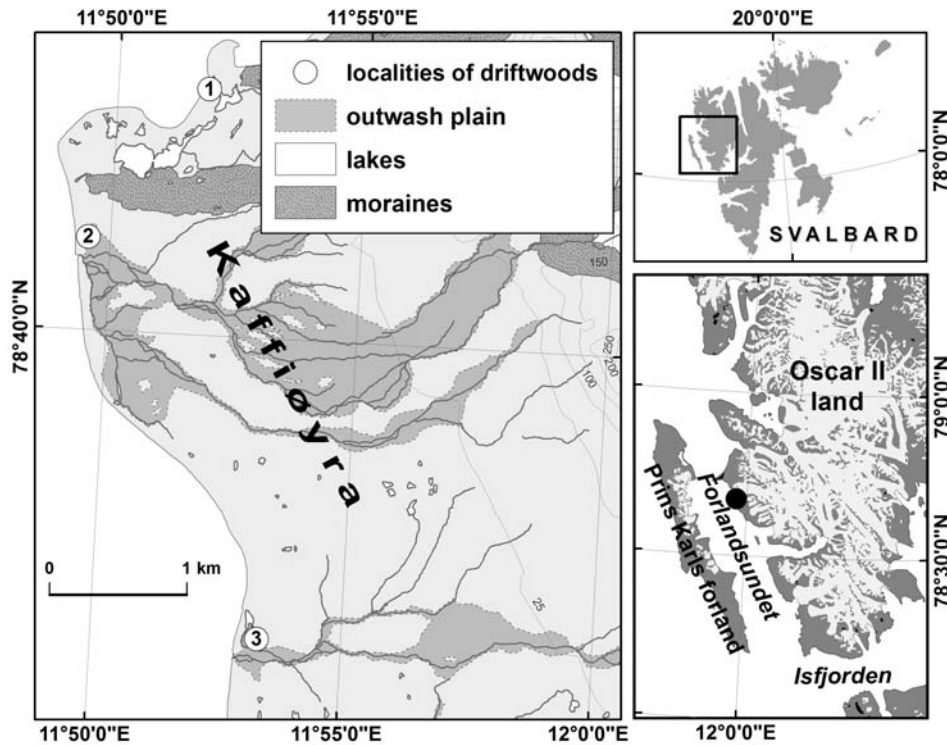 11°50'0"E
11°55'0"E
localities of driftwoods
outwash plain
lakes
moraines
1
2
3
Kaffiøyra
150
250
200
100
25
78°40'0"N
0
1 km
11°50'0"E
11°55'0"E
12°0'0"E
20°0'0"E
78°0'0"N
SVALBARD
Oscar II
land
Prins Karls forland
Forlandsundet
Isfjorden
79°0'0"N
78°30'0"N
12°0'0"E